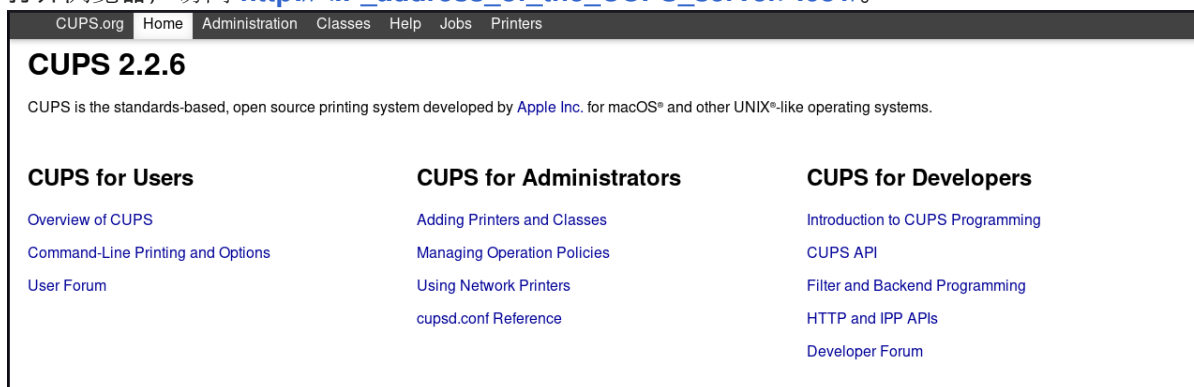 CUPS.org Home Administration Classes Help Jobs Printers
CUPS 2.2.6
CUPS is the standards-based, open source printing system developed by Apple Inc. for macOS® and other UNIX®-like operating systems.
CUPS for Users
Overview of CUPS
Command-Line Printing and Options
User Forum
CUPS for Administrators
Adding Printers and Classes
Managing Operation Policies
Using Network Printers
cupsd.conf Reference
CUPS for Developers
Introduction to CUPS Programming
CUPS API
Filter and Backend Programming
HTTP and IPP APIs
Developer Forum